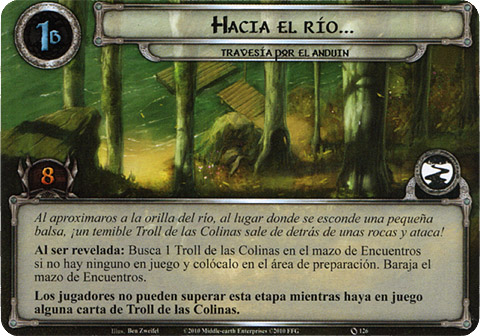 1B
HACIA EL RÍO...
TRAVESÍA POR EL ANDUIN
8
Al aproximaros a la orilla del río, al lugar donde se esconde una pequeña
balsa, ¡un temible Troll de las Colinas sale de detrás de unas rocas y ataca!
Al ser revelada: Busca 1 Troll de las Colinas en el mazo de Encuentros
si no hay ninguno en juego y colócalo en el área de preparación. Baraja el
mazo de Encuentros.
Los jugadores no pueden superar esta etapa mientras haya en juego
alguna carta de Troll de las Colinas.
Illus. Ben Zweifel ©2010 Middle-earth Enterprises ©2010 FFG 126